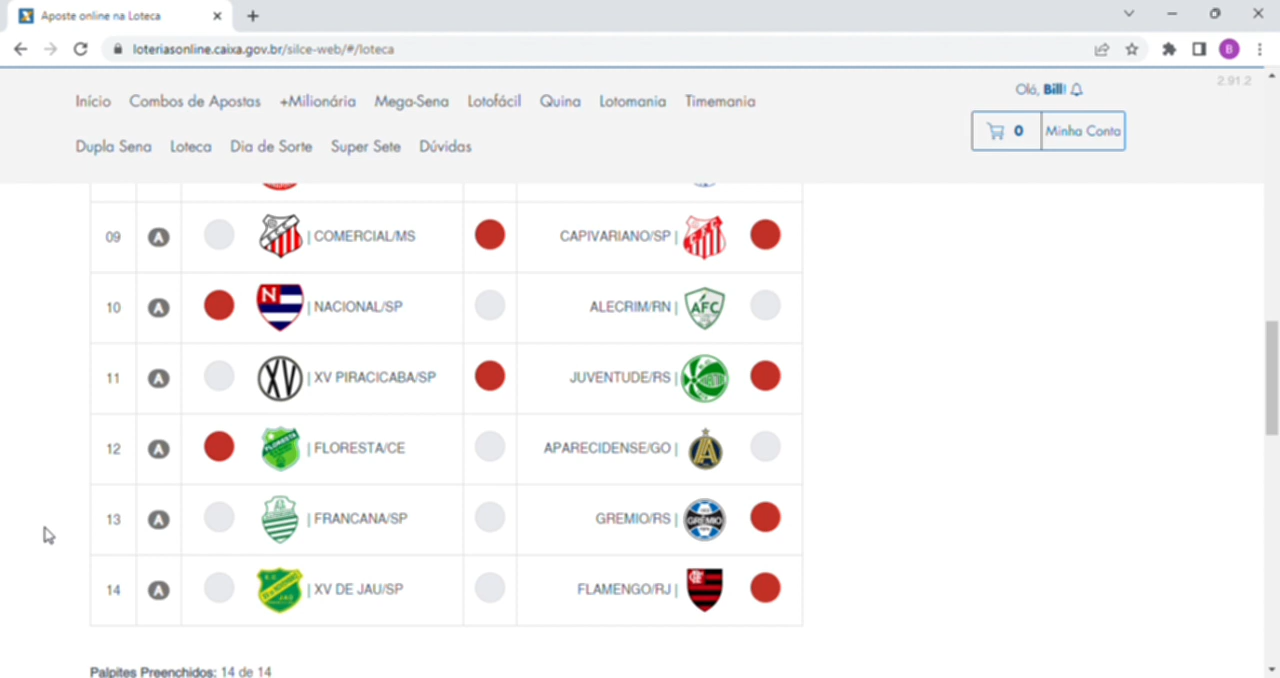 Aposte online na Loteca
loteriasonline.caixa.gov.br/silce-web/#/loteca
B
2.91.2
Olá, Bill!
Início Combos de Apostas +Milionária Mega-Sena Lotofácil Quina Lotomania Timemania
0 Minha Conta
Dupla Sena Loteca Dia de Sorte Super Sete Dúvidas
09 A | COMERCIAL/MS CAPIVARIANO/SP |
10 A N | NACIONAL/SP ALECRIM/RN | AFC
11 A XV | XV PIRACICABA/SP JUVENTUDE/RS |
12 A FLORESTA | FLORESTA/CE APARECIDENSE/GO | A
13 A | FRANCANA/SP GREMIO/RS | GRÊMIO
14 A | XV DE JAU/SP FLAMENGO/RJ |
Palpites Preenchidos: 14 de 14